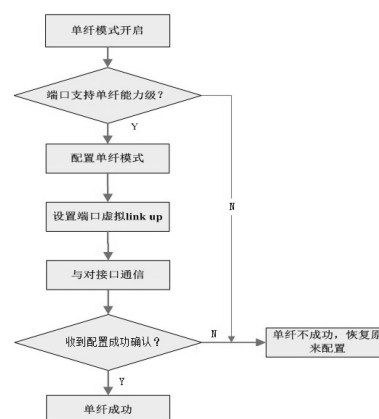 单纤模式开启
端口支持单纤能力级？
Y
配置单纤模式
N
设置端口虚拟link up
与对接口通信
收到配置成功确认？
N
单纤不成功，恢复原
来配置
Y
单纤成功